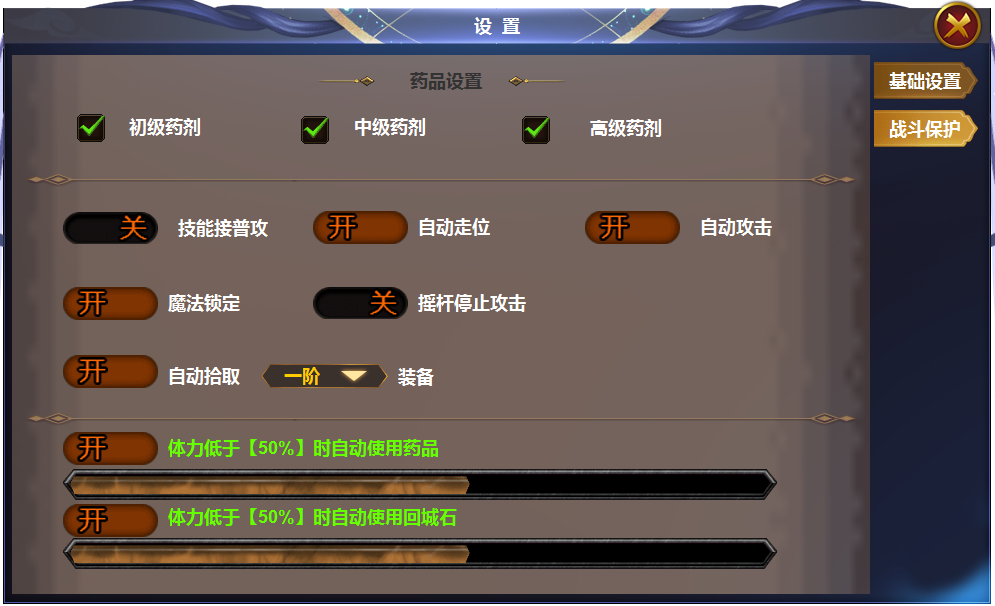 设 置
药品设置
基础设置
初级药剂 中级药剂 高级药剂
战斗保护
关 技能接普攻 开 自动走位 开 自动攻击
开 魔法锁定 关 摇杆停止攻击
开 自动拾取 一阶 装备
开 体力低于【50%】时自动使用药品
开 体力低于【50%】时自动使用回城石